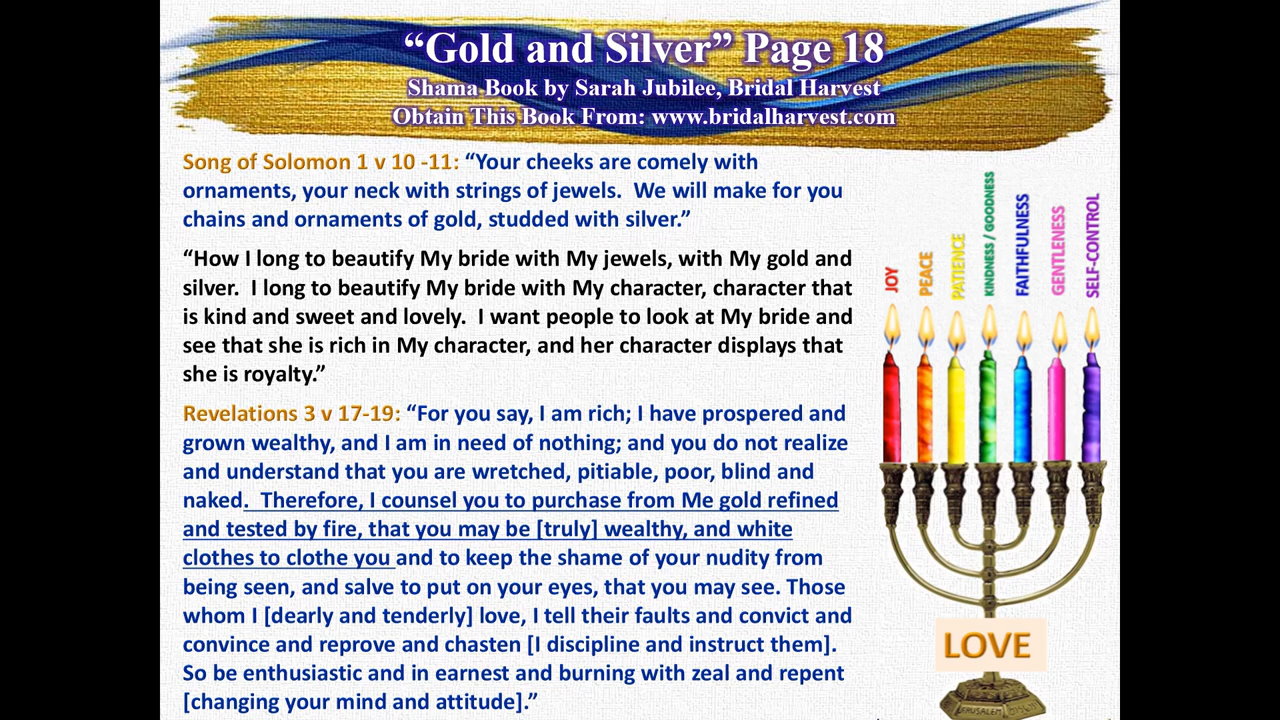 “Gold and Silver” Page 18
Shama Book by Sarah Jubilee, Bridal Harvest
Obtain This Book From: www.bridalharvest.com
Song of Solomon 1 v 10 -11: “Your cheeks are comely with
ornaments, your neck with strings of jewels.  We will make for you
chains and ornaments of gold, studded with silver.”
“How I long to beautify My bride with My jewels, with My gold and
silver.  I long to beautify My bride with My character, character that
is kind and sweet and lovely.  I want people to look at My bride and
see that she is rich in My character, and her character displays that
she is royalty.”
Revelations 3 v 17-19: “For you say, I am rich; I have prospered and
grown wealthy, and I am in need of nothing; and you do not realize
and understand that you are wretched, pitiable, poor, blind and
naked.  Therefore, I counsel you to purchase from Me gold refined
and tested by fire, that you may be [truly] wealthy, and white
clothes to clothe you and to keep the shame of your nudity from
being seen, and salve to put on your eyes, that you may see. Those
whom I [dearly and tenderly] love, I tell their faults and convict and
convince and reprove and chasten [I discipline and instruct them].
So be enthusiastic and in earnest and burning with zeal and repent
[changing your mind and attitude].”
JOY
PEACE
PATIENCE
KINDNESS / GOODNESS
FAITHFULNESS
GENTLENESS
SELF-CONTROL
LOVE
JERUSALEM